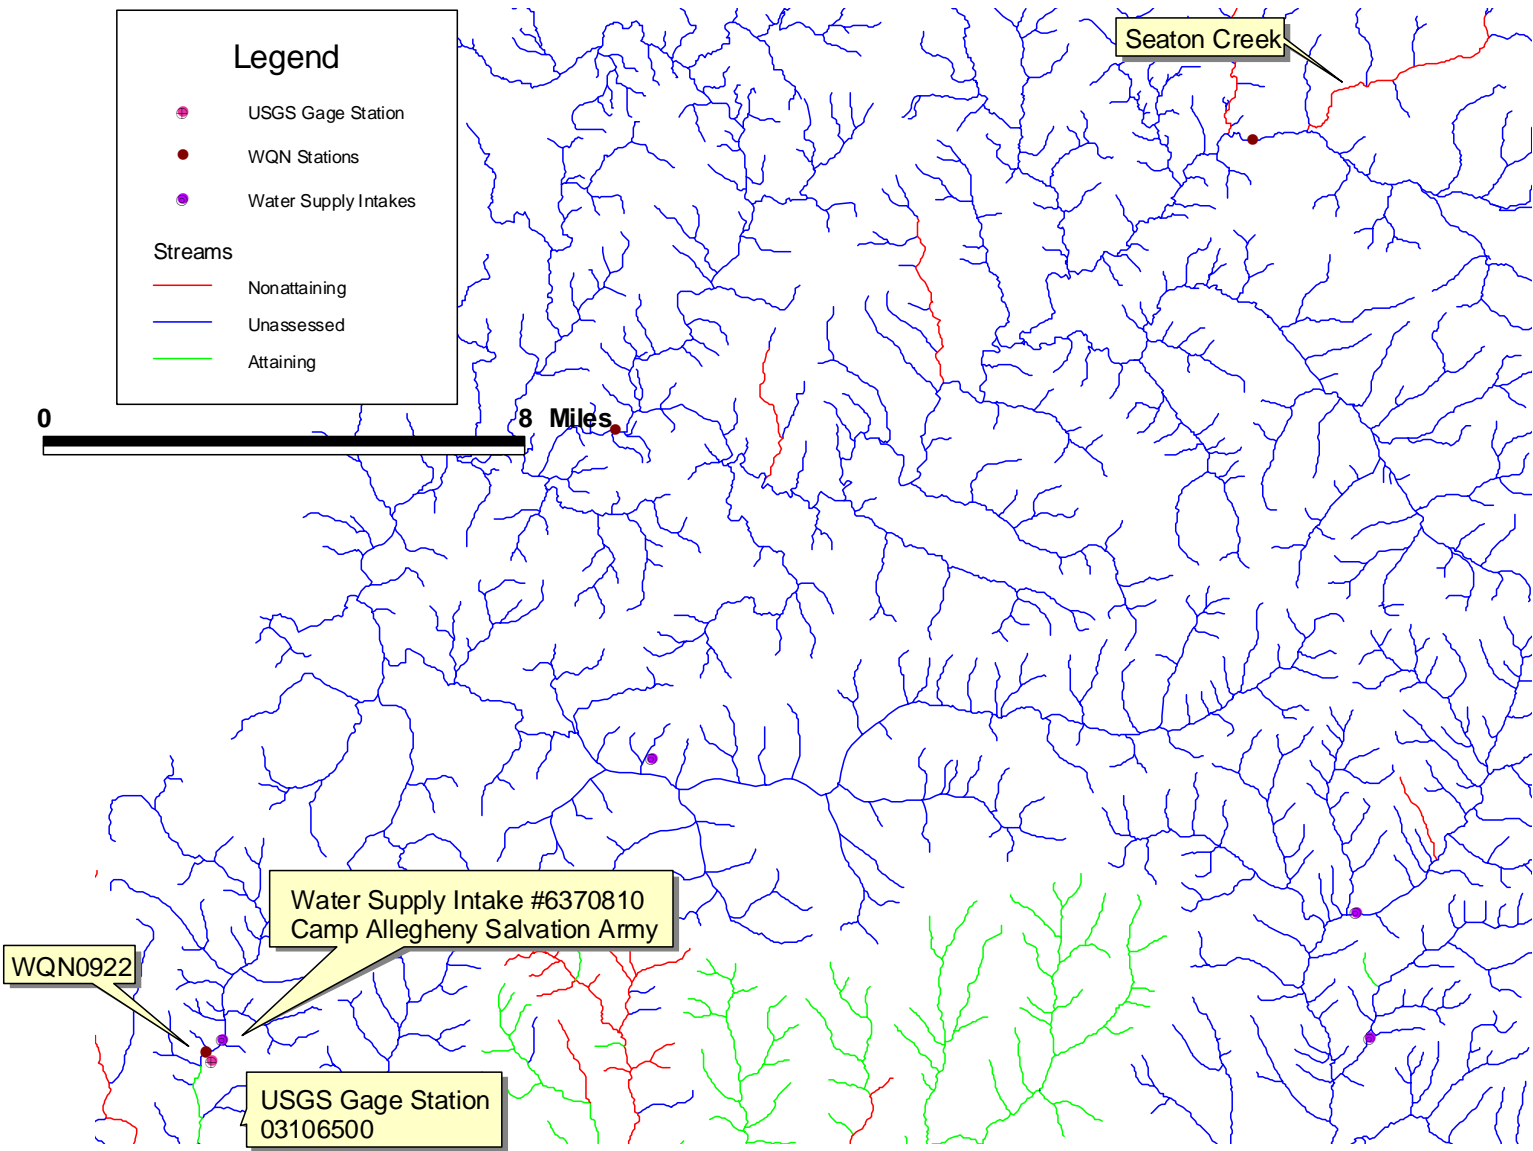 Legend
USGS Gage Station
WQN Stations
Water Supply Intakes
Streams
Nonattaining
Unassessed
Attaining
0 8 Miles
Seaton Creek
Water Supply Intake #6370810
Camp Allegheny Salvation Army
WQN0922
USGS Gage Station
03106500